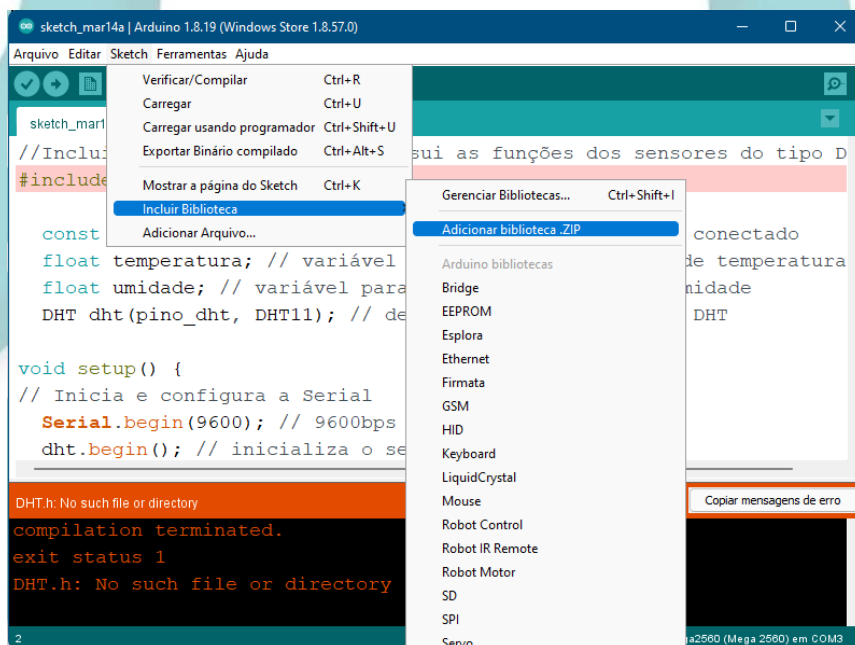 sketch_mar14a | Arduino 1.8.19 (Windows Store 1.8.57.0)
Arquivo Editar Sketch Ferramentas Ajuda
Verificar/Compilar Ctrl+R
Carregar Ctrl+U
Carregar usando programador Ctrl+Shift+U
Exportar Binário compilado Ctrl+Alt+S
Mostrar a página do Sketch Ctrl+K
Incluir Biblioteca
Adicionar Arquivo...
Gerenciar Bibliotecas... Ctrl+Shift+I
Adicionar biblioteca .ZIP
Arduino bibliotecas
Bridge
EEPROM
Esplora
Ethernet
Firmata
GSM
HID
Keyboard
LiquidCrystal
Mouse
Robot Control
Robot IR Remote
Robot Motor
SD
SPI
Servo
sketch_mar1
//Inclui sui as funções dos sensores do tipo D
#include
const conectado
float temperatura; // variável de temperatura
float umidade; // variável para midade
DHT dht(pino_dht, DHT11); // de DHT
void setup() {
// Inicia e configura a Serial
Serial.begin(9600); // 9600bps
dht.begin(); // inicializa o se
DHT.h: No such file or directory
Copiar mensagens de erro
compilation terminated.
exit status 1
DHT.h: No such file or directory
2 ga2560 (Mega 2560) em COM3